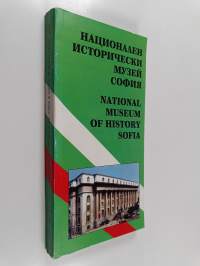 НАЦИОНАЛЕН
ИСТОРИЧЕСКИ
МУЗЕЙ
СОФИЯ
NATIONAL
MUSEUM
OF HISTORY
SOFIA